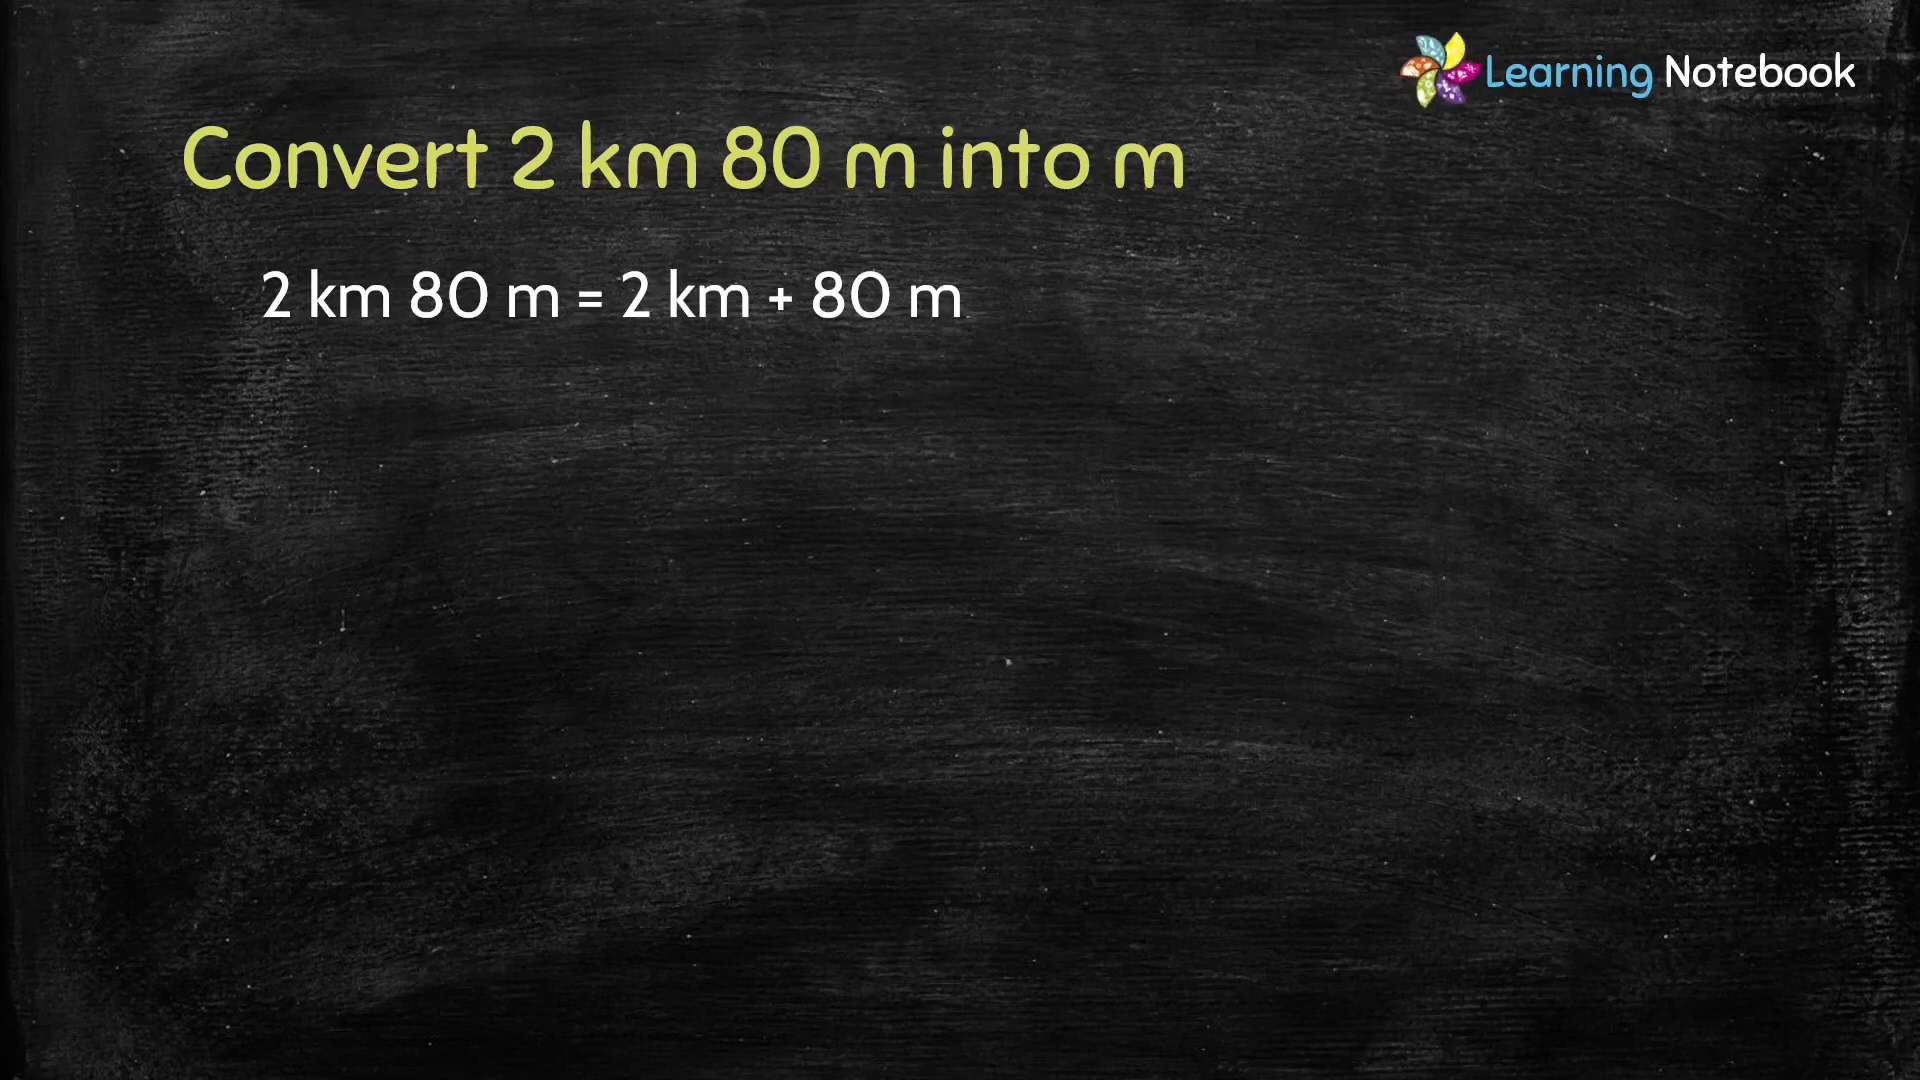 Learning Notebook
Convert 2 km 80 m into m
2 km 80 m = 2 km + 80 m